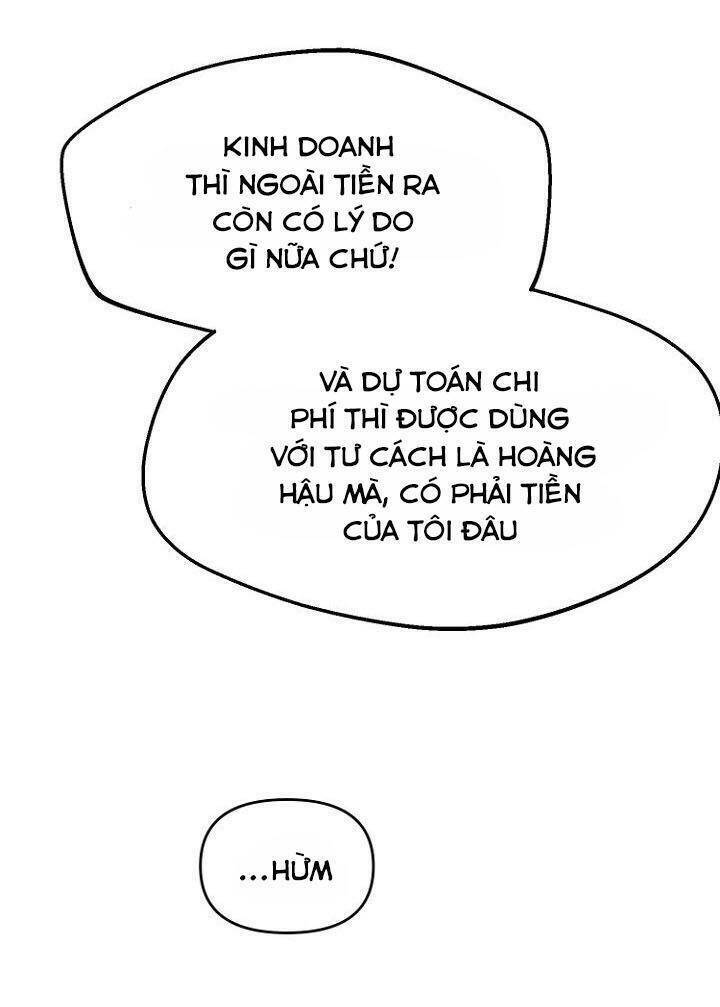 KINH DOANH
THÌ NGOÀI TIỀN RA
CÒN CÓ LÝ DO
GÌ NỮA CHỨ!
VÀ DỰ TOÁN CHI
PHÍ THÌ ĐƯỢC DÙNG
VỚI TƯ CÁCH LÀ HOÀNG
HẬU MÀ, CÓ PHẢI TIỀN
CỦA TÔI ĐÂU
...HỪM